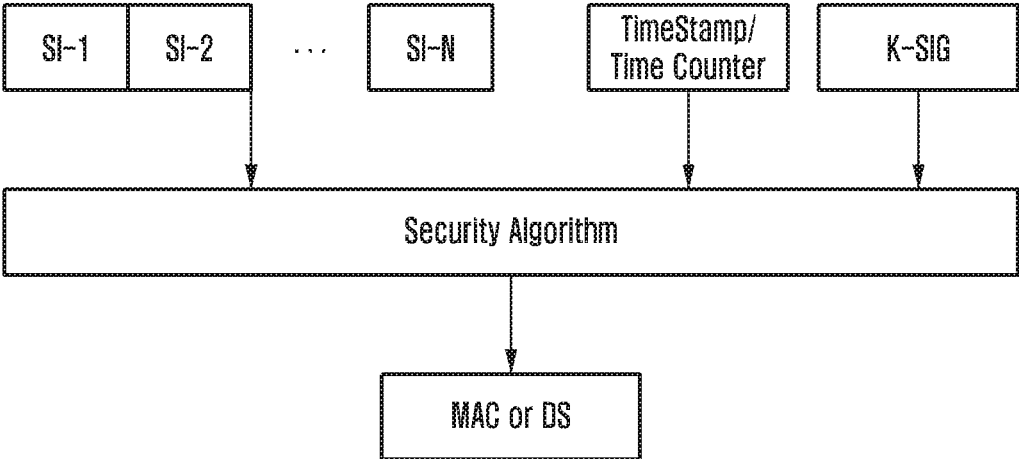 SI-1
SI-2
...
SI-N
TimeStamp/
Time Counter
K-SIG
Security Algorithm
MAC or DS